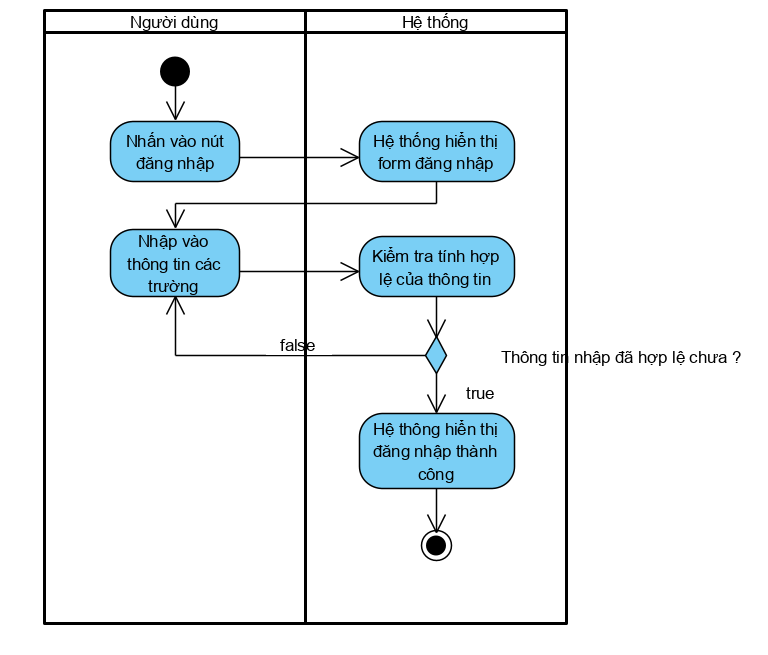 Người dùng
Hệ thống
Nhấn vào nút
đăng nhập
Hệ thống hiển thị
form đăng nhập
Nhập vào
thông tin các
trường
Kiểm tra tính hợp
lệ của thông tin
false
Thông tin nhập đã hợp lệ chưa ?
true
Hệ thông hiển thị
đăng nhập thành
công